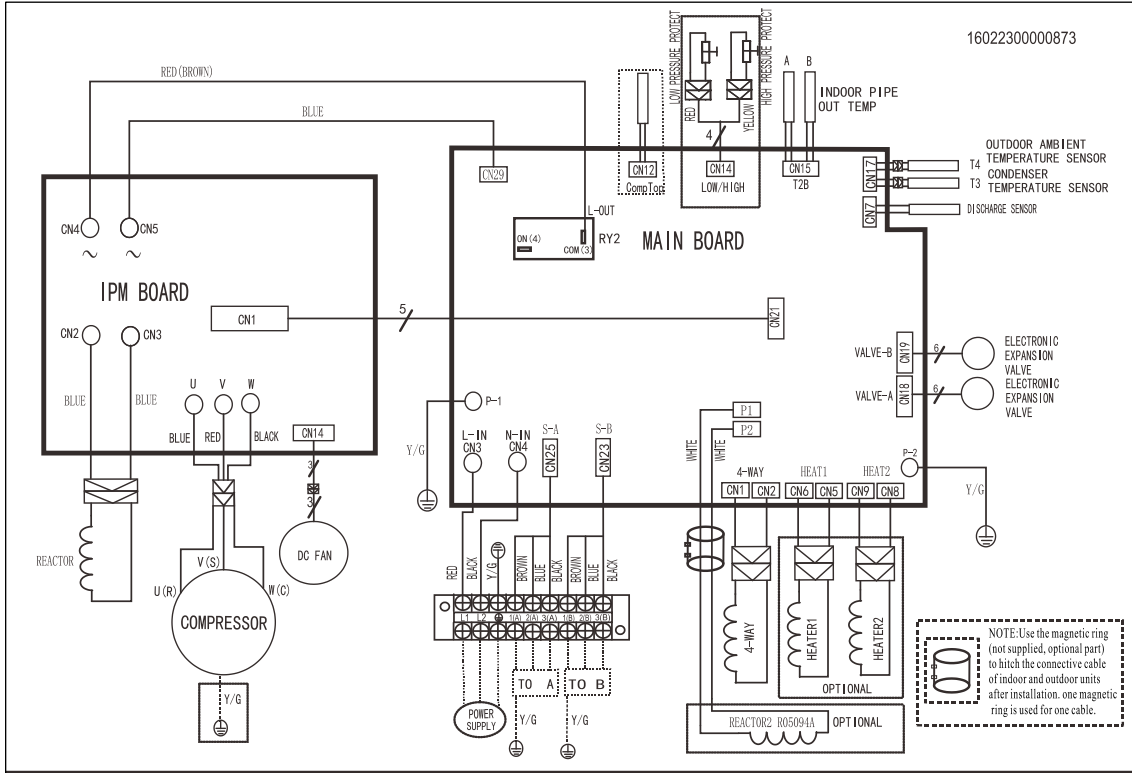 16022300000873
RED(BROWN)
BLUE
LOW PRESSURE PROTECT
HIGH PRESSURE PROTECT
RED
YELLOW
4
A B
INDOOR PIPE
OUT TEMP
CN12
CompTop
CN14
LOW/HIGH
CN15
T2B
CN17
T4
OUTDOOR AMBIENT
TEMPERATURE SENSOR
T3
CONDENSER
TEMPERATURE SENSOR
CN7
DISCHARGE SENSOR
CN29
L-OUT
ON(4)
COM(3)
RY2
MAIN BOARD
CN4
CN5
~ ~
IPM BOARD
CN2
CN3
CN1
5
CN21
BLUE
BLUE
U V W
BLUE
RED
BLACK
CN14
3
3
DC FAN
REACTOR
V(S)
U(R)
W(C)
COMPRESSOR
Y/G
VALVE-B
CN19
6
ELECTRONIC
EXPANSION
VALVE
VALVE-A
CN18
6
ELECTRONIC
EXPANSION
VALVE
P-1
Y/G
L-IN
CN3
N-IN
CN4
S-A
CN25
S-B
CN23
P1
P2
WHITE
WHITE
P-2
Y/G
4-WAY
HEAT1
HEAT2
CN1
CN2
CN6
CN5
CN9
CN8
RED
BLACK
Y/G
BROWN
BLUE
BLACK
BROWN
BLUE
BLACK
L1 L2 1(A) 2(A) 3(A) 1(B) 2(B) 3(B)
TO A
TO B
Y/G
Y/G
POWER
SUPPLY
4-WAY
HEATER1
HEATER2
OPTIONAL
REACTOR2 R05094A
OPTIONAL
NOTE:Use the magnetic ring
(not supplied, optional part)
to hitch the connective cable
of indoor and outdoor units
after installation. one magnetic
ring is used for one cable.